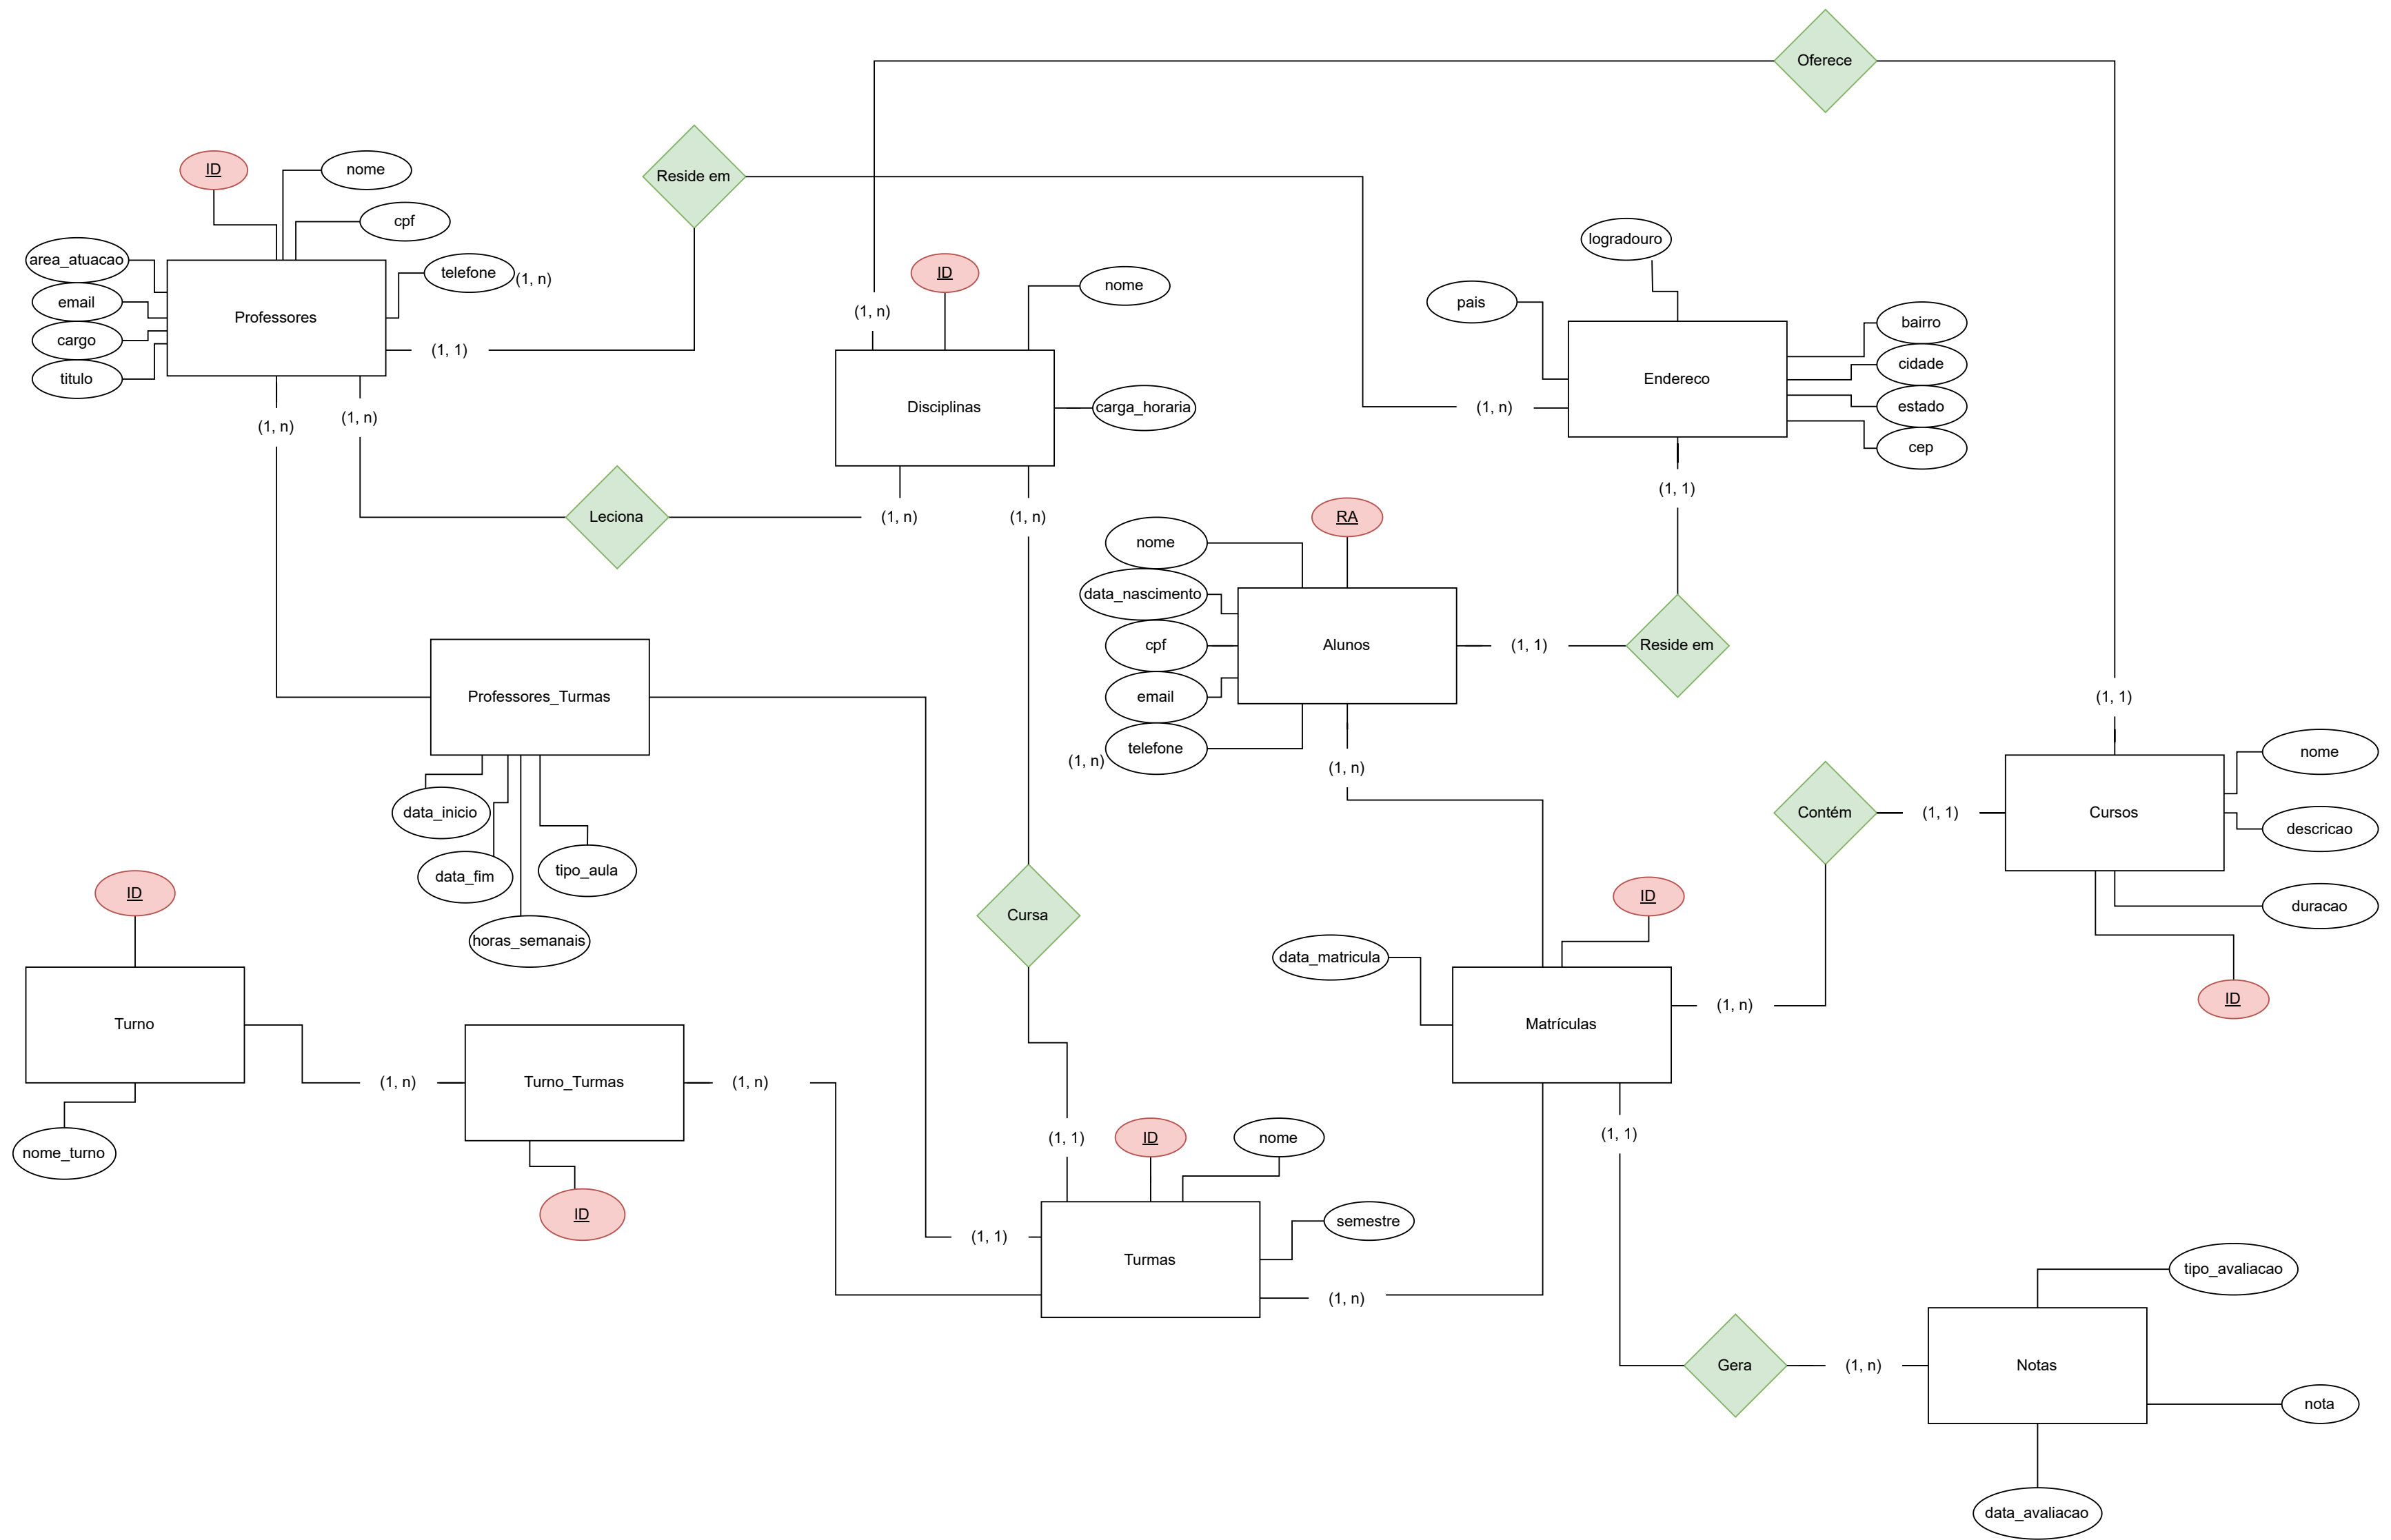 Oferece
ID
nome
cpf
area_atuacao
email
cargo
titulo
telefone
(1, n)
Professores
(1, 1)
(1, n)
(1, n)
Reside em
(1, n)
ID
nome
Disciplinas
carga_horaria
(1, n)
(1, n)
Leciona
logradouro
pais
bairro
cidade
estado
cep
Endereco
(1, n)
(1, 1)
RA
nome
data_nascimento
cpf
email
telefone
(1, n)
Alunos
(1, 1)
Reside em
(1, n)
Professores_Turmas
data_inicio
data_fim
tipo_aula
horas_semanais
(1, 1)
nome
Cursos
descricao
duracao
ID
Contém
(1, 1)
ID
Turno
nome_turno
(1, n)
Turno_Turmas
(1, n)
ID
Cursa
(1, 1)
ID
data_matricula
Matrículas
(1, n)
(1, 1)
ID
nome
semestre
(1, 1)
Turmas
(1, n)
Gera
(1, n)
tipo_avaliacao
Notas
nota
data_avaliacao